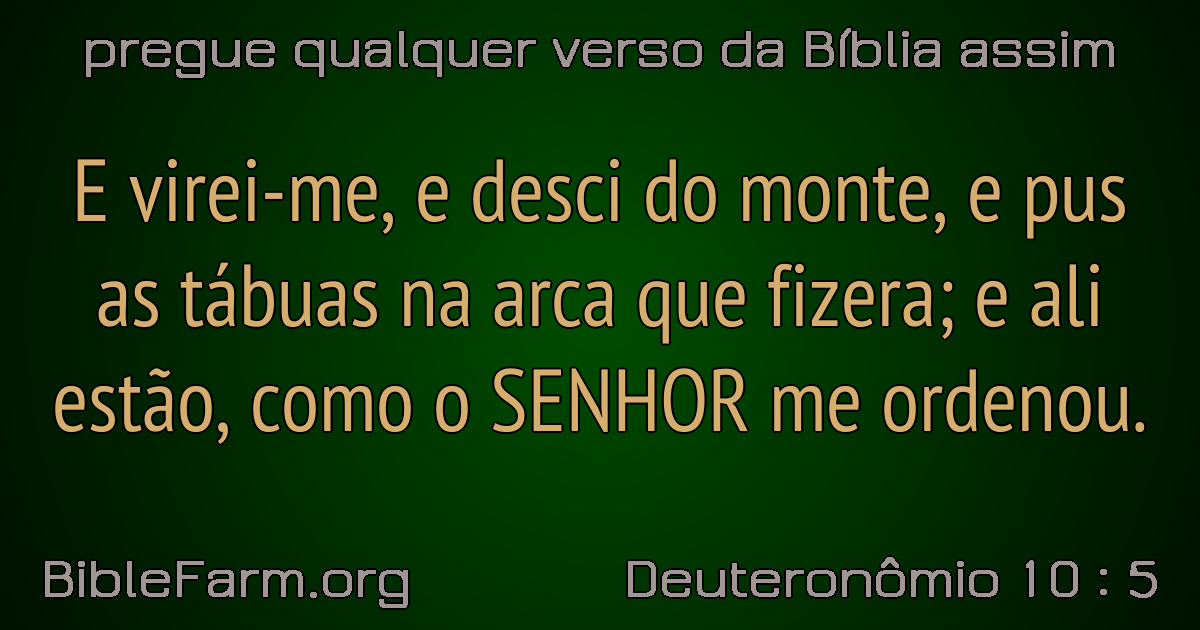 pregue qualquer verso da Bíblia assim
E virei-me, e desci do monte, e pus
as tábuas na arca que fizera; e ali
estão, como o SENHOR me ordenou.
BibleFarm.org
Deuteronômio 10 : 5